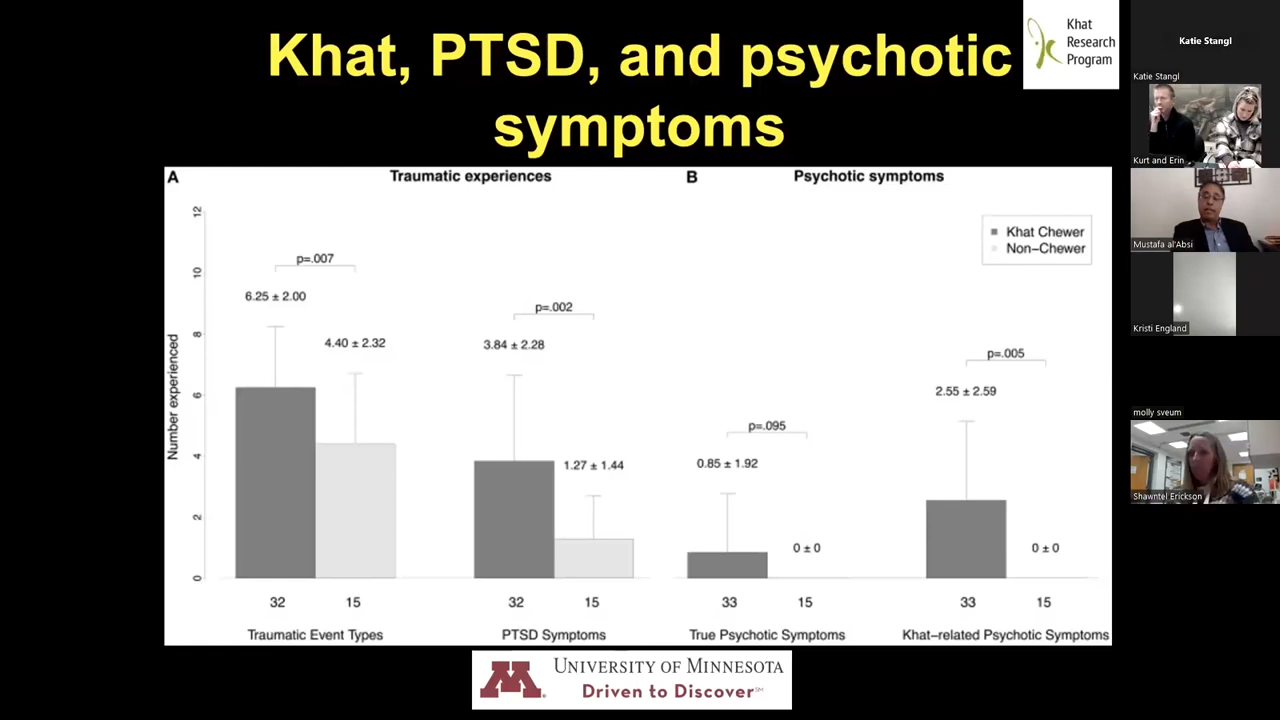 Khat, PTSD, and psychotic
symptoms
Khat
Research
Program
A
Traumatic experiences
B
Psychotic symptoms
Number experienced
0
2
4
6
8
10
12
p=.007
6.25 ± 2.00
4.40 ± 2.32
p=.002
3.84 ± 2.28
1.27 ± 1.44
Khat Chewer
Non−Chewer
p=.095
0.85 ± 1.92
0 ± 0
p=.005
2.55 ± 2.59
0 ± 0
32
15
32
15
33
15
33
15
Traumatic Event Types
PTSD Symptoms
True Psychotic Symptoms
Khat−related Psychotic Symptoms
M
UNIVERSITY OF MINNESOTA
Driven to Discover℠
Katie Stangl
Katie Stangl
Kurt and Erin
Mustafa al'Absi
Kristi England
molly sveum
Shawntel Erickson